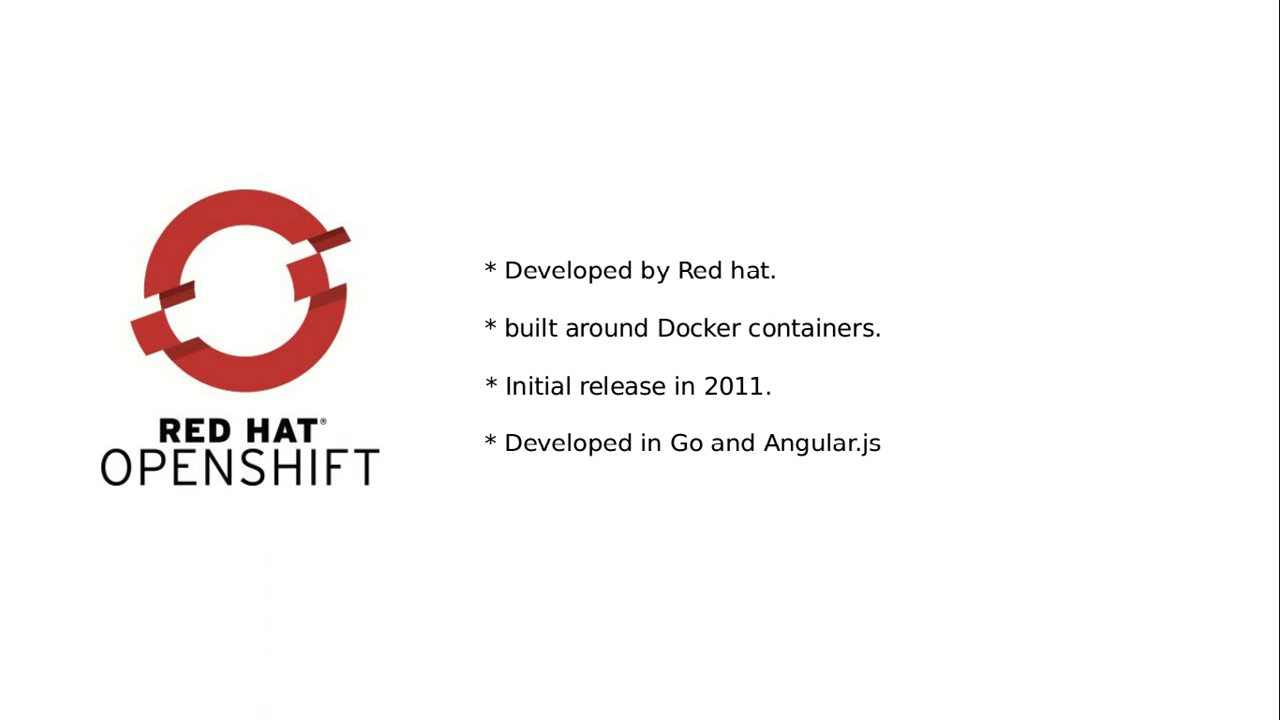 RED HAT®
OPENSHIFT
* Developed by Red hat.
* built around Docker containers.
* Initial release in 2011.
* Developed in Go and Angular.js